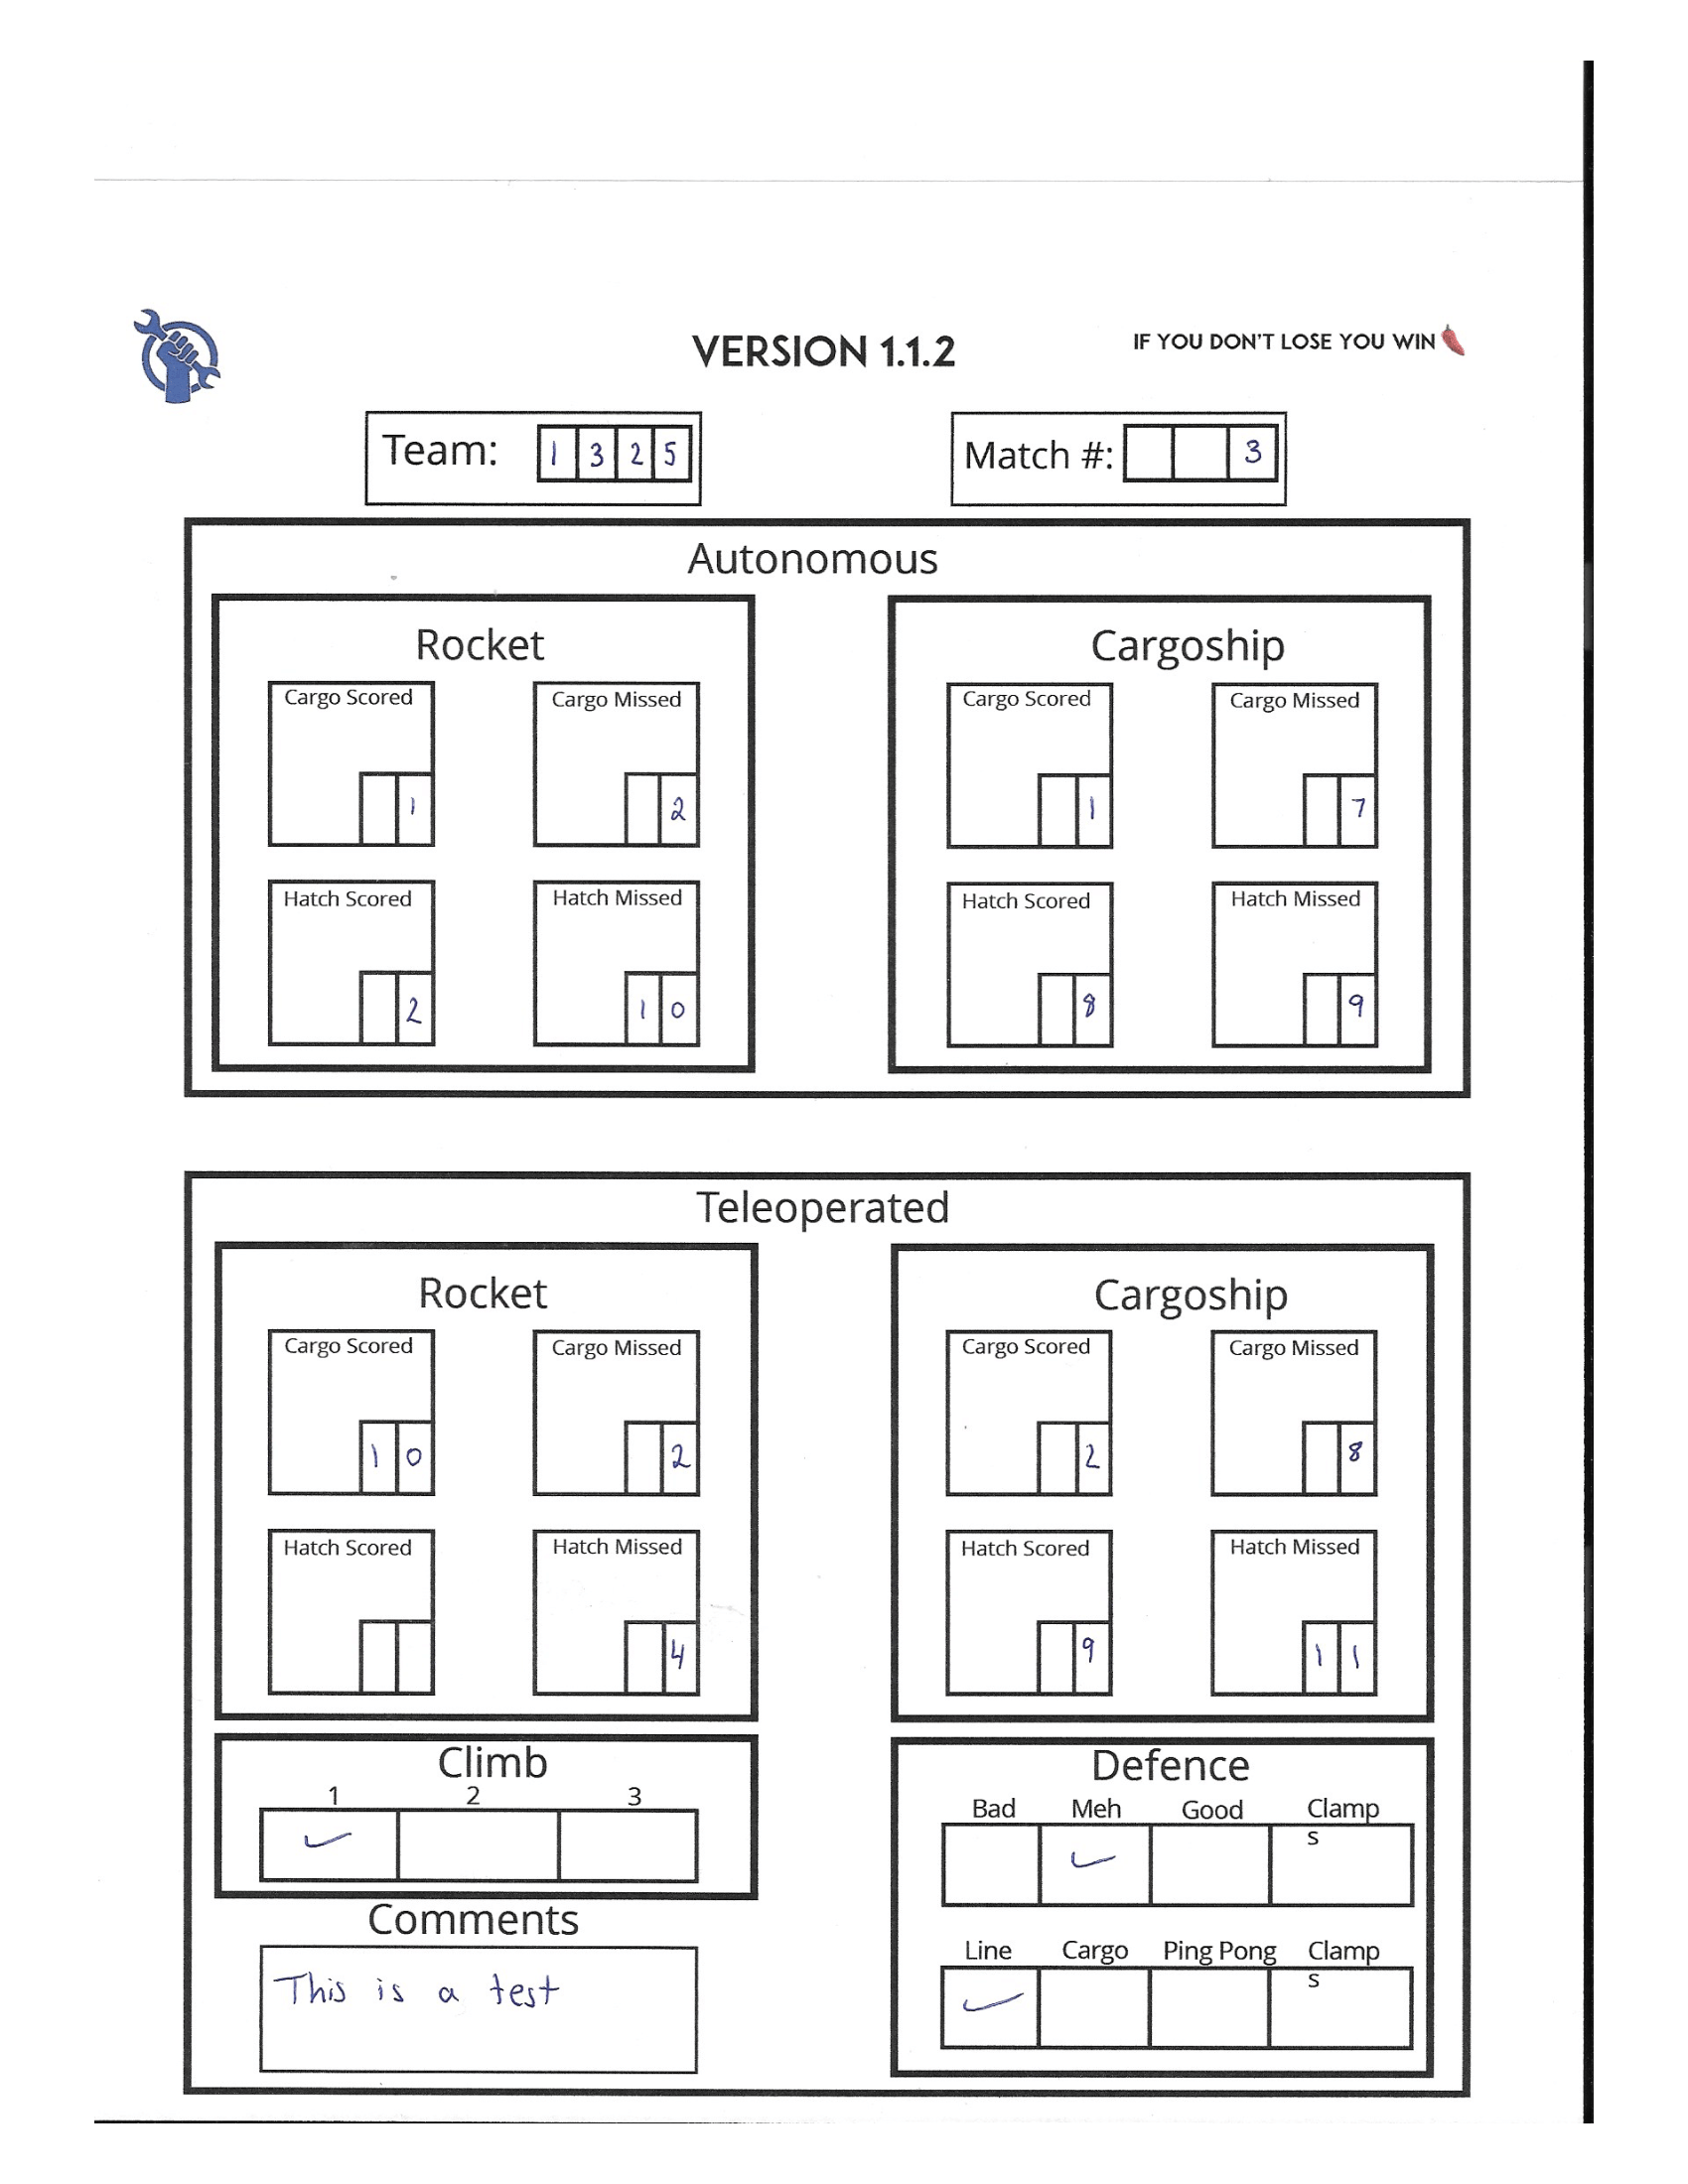 VERSION 1.1.2
IF YOU DON'T LOSE YOU WIN
Team: 1 3 2 5
Match #: 3
Autonomous
Rocket
Cargo Scored
1
Cargo Missed
2
Hatch Scored
2
Hatch Missed
1 0
Cargoship
Cargo Scored
1
Cargo Missed
7
Hatch Scored
8
Hatch Missed
9
Teleoperated
Rocket
Cargo Scored
1 0
Cargo Missed
2
Hatch Scored
Hatch Missed
4
Cargoship
Cargo Scored
2
Cargo Missed
8
Hatch Scored
9
Hatch Missed
1 1
Climb
1 2 3
Comments
This is a test
Defence
Bad Meh Good Clamp
s
Line Cargo Ping Pong Clamp
s